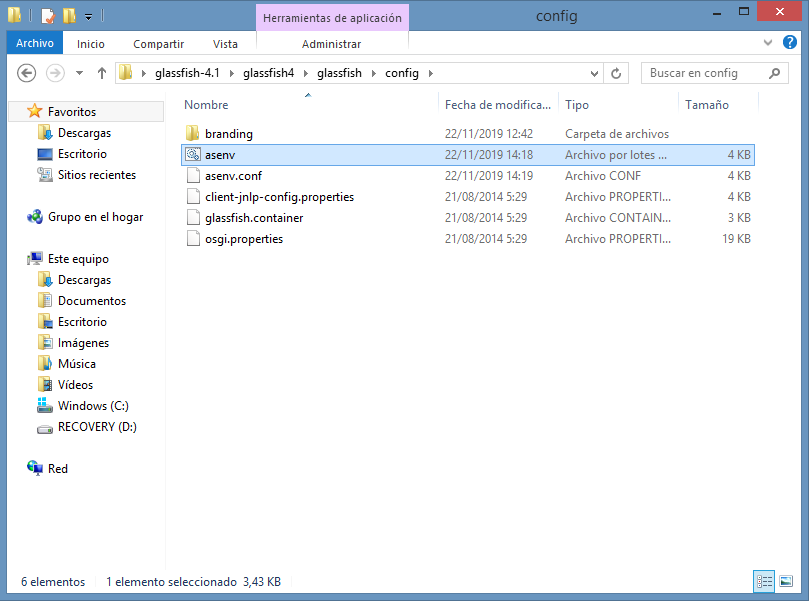 Herramientas de aplicación
config
Archivo Inicio Compartir Vista Administrar
glassfish-4.1 glassfish4 glassfish config
Buscar en config
Nombre Fecha de modifica... Tipo Tamaño
branding 22/11/2019 12:42 Carpeta de archivos
asenv 22/11/2019 14:18 Archivo por lotes ... 4 KB
asenv.conf 22/11/2019 14:19 Archivo CONF 4 KB
client-jnlp-config.properties 21/08/2014 5:29 Archivo PROPERTI... 4 KB
glassfish.container 21/08/2014 5:29 Archivo CONTAIN... 3 KB
osgi.properties 21/08/2014 5:29 Archivo PROPERTI... 19 KB
Favoritos
Descargas
Escritorio
Sitios recientes
Grupo en el hogar
Este equipo
Descargas
Documentos
Escritorio
Imágenes
Música
Vídeos
Windows (C:)
RECOVERY (D:)
Red
6 elementos 1 elemento seleccionado 3,43 KB